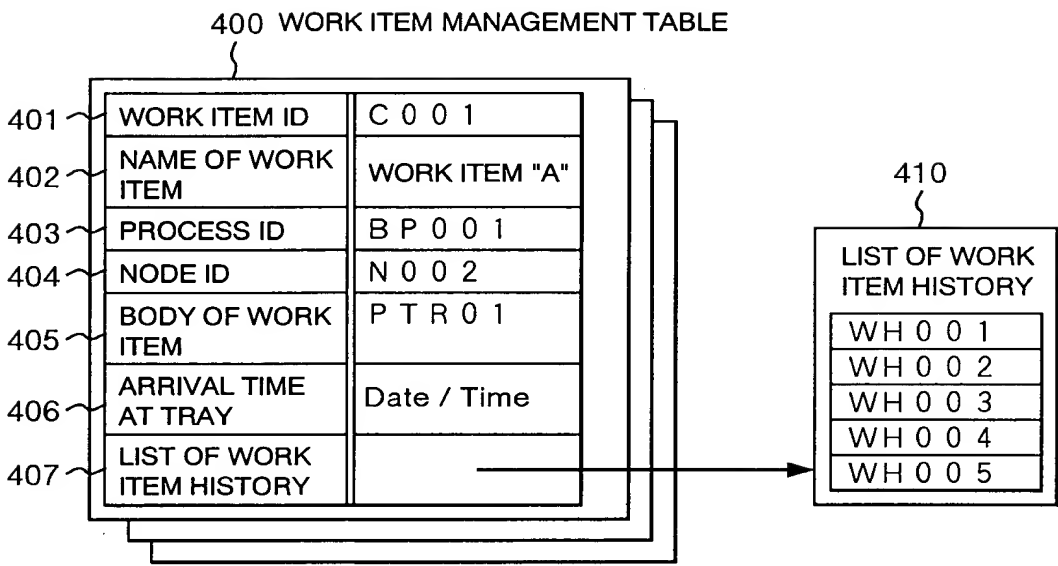 400 WORK ITEM MANAGEMENT TABLE
401 WORK ITEM ID C001
402 NAME OF WORK ITEM WORK ITEM "A"
403 PROCESS ID BP001
404 NODE ID N002
405 BODY OF WORK ITEM PTR01
406 ARRIVAL TIME AT TRAY Date / Time
407 LIST OF WORK ITEM HISTORY
410
LIST OF WORK
ITEM HISTORY
WH001
WH002
WH003
WH004
WH005